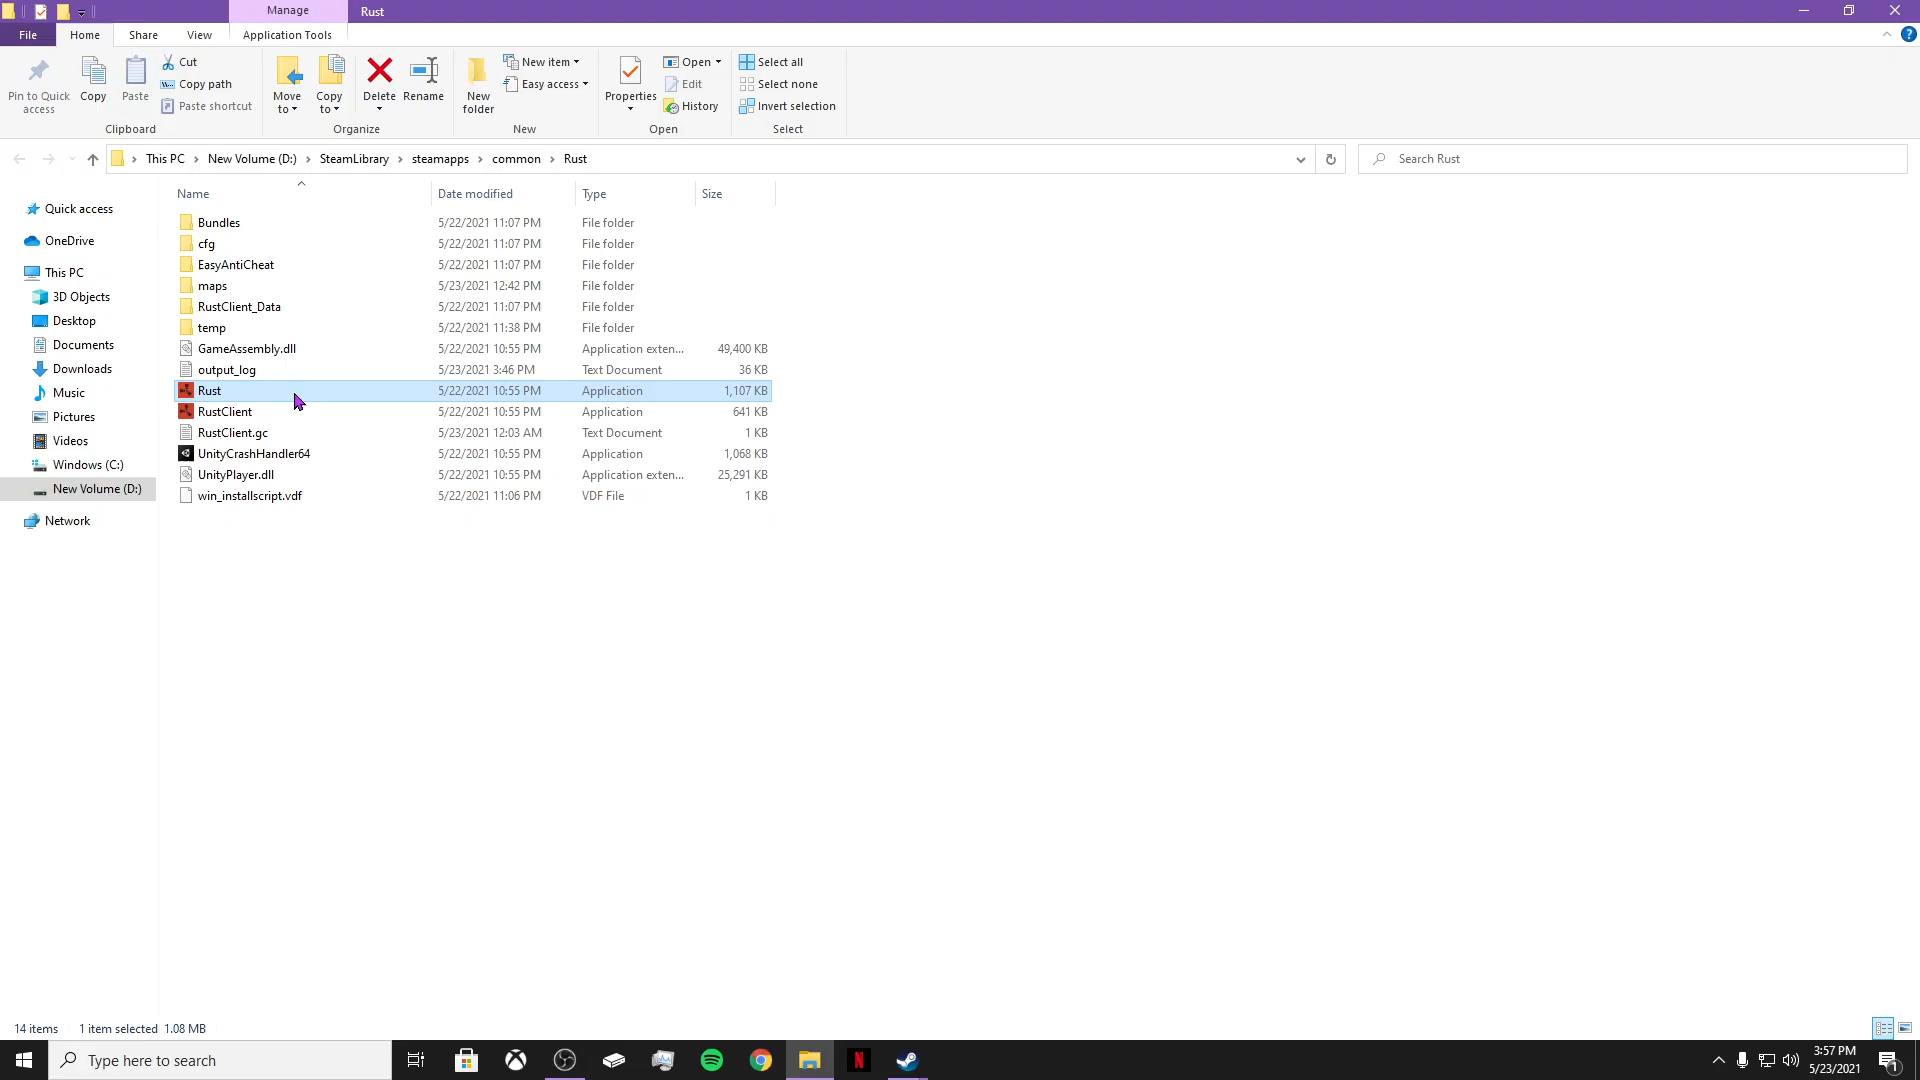 Manage
Rust
File
Home
Share
View
Application Tools
Pin to Quick
access
Copy
Paste
Cut
Copy path
Paste shortcut
Move
to
Copy
to
Delete
Rename
New
folder
New item
Easy access
Properties
Open
Edit
History
Select all
Select none
Invert selection
Clipboard
Organize
New
Open
Select
This PC > New Volume (D:) > SteamLibrary > steamapps > common > Rust
Search Rust
Quick access
OneDrive
This PC
3D Objects
Desktop
Documents
Downloads
Music
Pictures
Videos
Windows (C:)
New Volume (D:)
Network
Name Date modified Type Size
Bundles 5/22/2021 11:07 PM File folder
cfg 5/22/2021 11:07 PM File folder
EasyAntiCheat 5/22/2021 11:07 PM File folder
maps 5/23/2021 12:42 PM File folder
RustClient_Data 5/22/2021 11:07 PM File folder
temp 5/22/2021 11:38 PM File folder
GameAssembly.dll 5/22/2021 10:55 PM Application exten... 49,400 KB
output_log 5/23/2021 3:46 PM Text Document 36 KB
Rust 5/22/2021 10:55 PM Application 1,107 KB
RustClient 5/22/2021 10:55 PM Application 641 KB
RustClient.gc 5/23/2021 12:03 AM Text Document 1 KB
UnityCrashHandler64 5/22/2021 10:55 PM Application 1,068 KB
UnityPlayer.dll 5/22/2021 10:55 PM Application exten... 25,291 KB
win_installscript.vdf 5/22/2021 11:06 PM VDF File 1 KB
14 items 1 item selected 1.08 MB
Type here to search
N
3:57 PM
5/23/2021
1